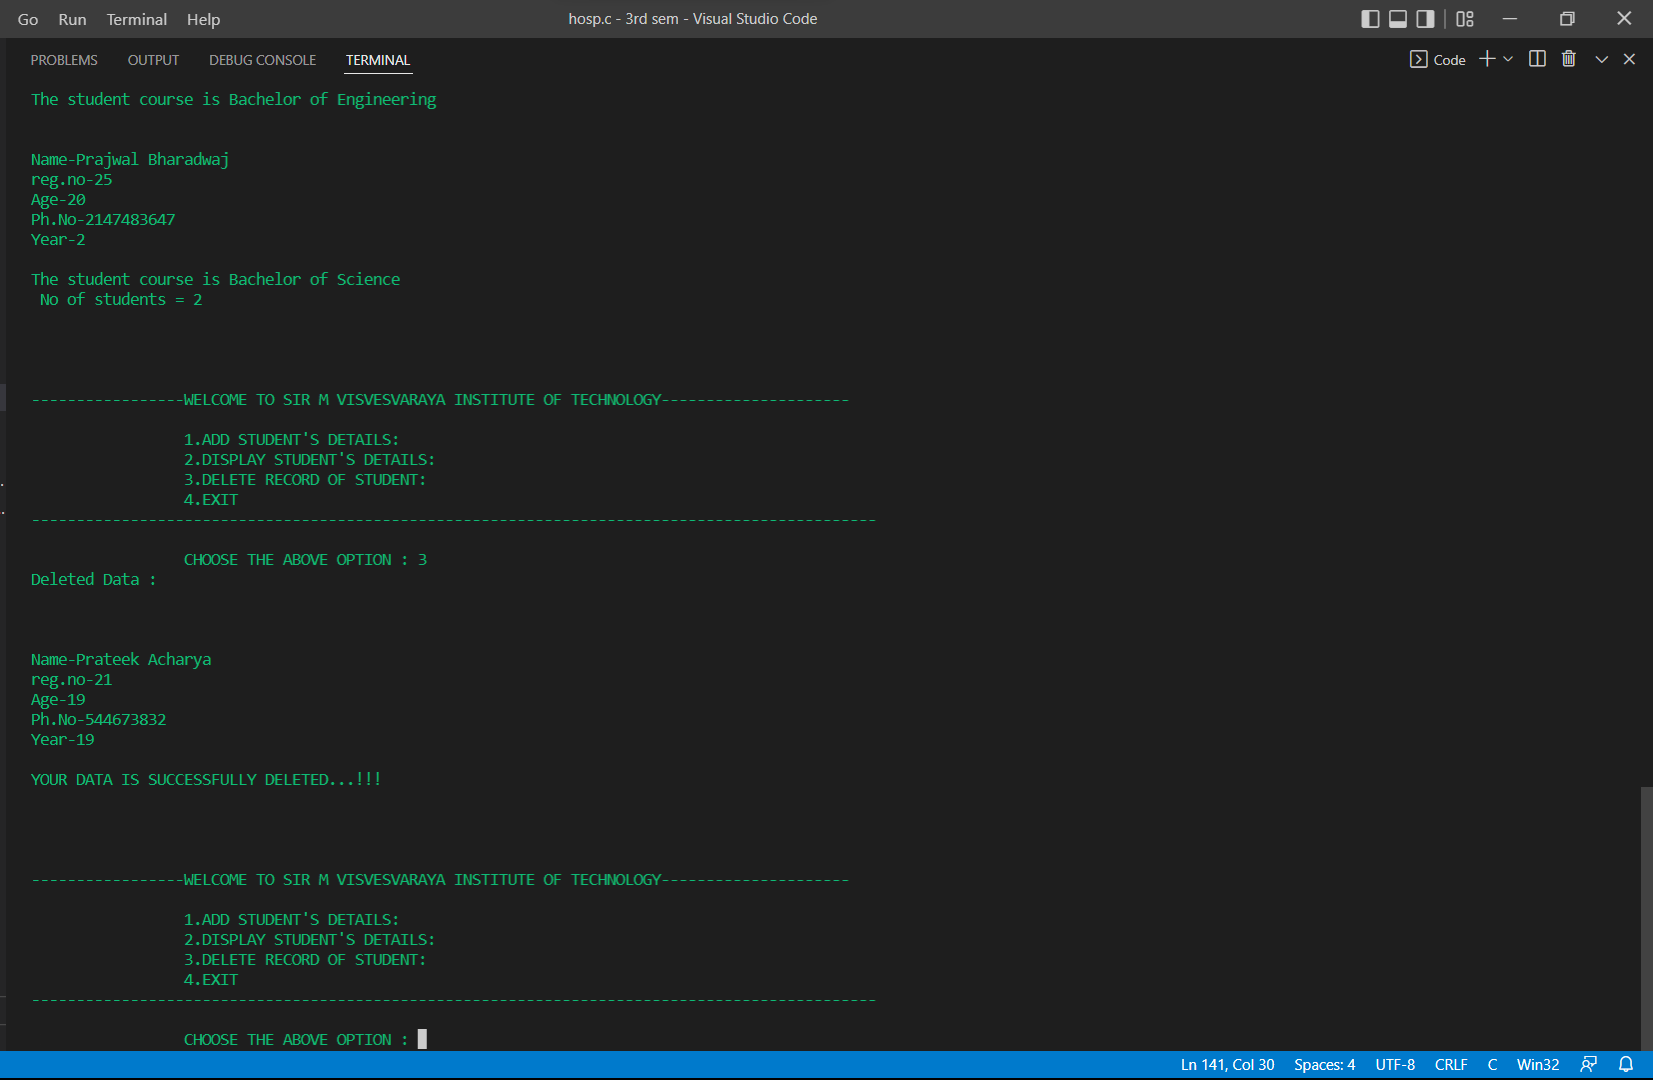 Go Run Terminal Help hosp.c - 3rd sem - Visual Studio Code
PROBLEMS OUTPUT DEBUG CONSOLE TERMINAL Code
The student course is Bachelor of Engineering
Name-Prajwal Bharadwaj
reg.no-25
Age-20
Ph.No-2147483647
Year-2
The student course is Bachelor of Science
No of students = 2
-----------------WELCOME TO SIR M VISVESVARAYA INSTITUTE OF TECHNOLOGY---------------------
1.ADD STUDENT'S DETAILS:
2.DISPLAY STUDENT'S DETAILS:
3.DELETE RECORD OF STUDENT:
4.EXIT
----------------------------------------------------------------------------------------------
CHOOSE THE ABOVE OPTION : 3
Deleted Data :
Name-Prateek Acharya
reg.no-21
Age-19
Ph.No-544673832
Year-19
YOUR DATA IS SUCCESSFULLY DELETED...!!!
-----------------WELCOME TO SIR M VISVESVARAYA INSTITUTE OF TECHNOLOGY---------------------
1.ADD STUDENT'S DETAILS:
2.DISPLAY STUDENT'S DETAILS:
3.DELETE RECORD OF STUDENT:
4.EXIT
----------------------------------------------------------------------------------------------
CHOOSE THE ABOVE OPTION :
Ln 141, Col 30 Spaces: 4 UTF-8 CRLF C Win32